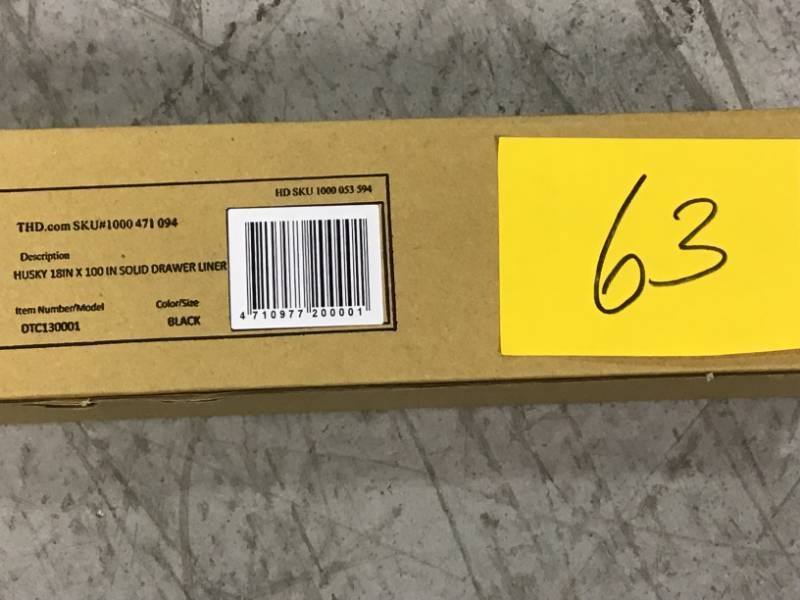 HD SKU 1000 053 594
THD.com SKU#1000 471 094
Description
HUSKY 18IN X 100 IN SOLID DRAWER LINER
Item Number/Model Color/Size
DTC130001 BLACK
4 710977 200001
63